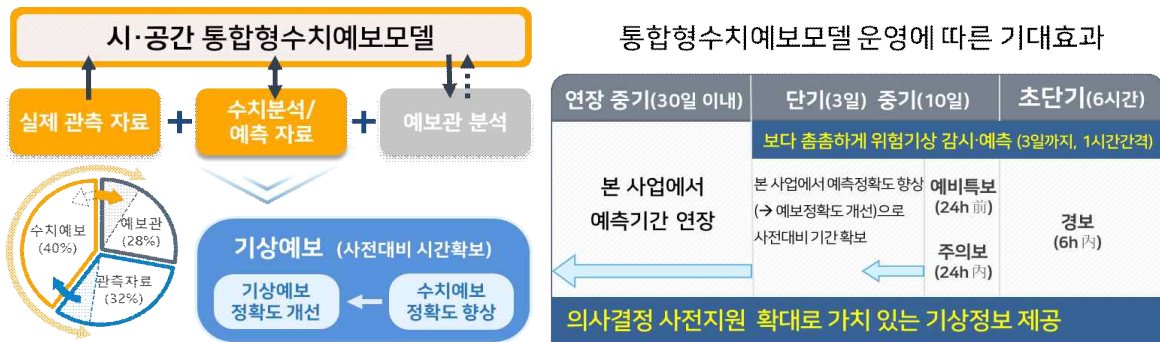 시·공간 통합형수치예보모델
실제 관측 자료
+
수치분석/
예측 자료
+
예보관 분석
수치예보
(40%)
예보관
(28%)
관측자료
(32%)
기상예보 (사전대비 시간확보)
기상예보
정확도 개선
수치예보
정확도 향상
통합형수치예보모델 운영에 따른 기대효과
연장 중기(30일 이내)
단기(3일) 중기(10일)
초단기(6시간)
보다 촘촘하게 위험기상 감시·예측 (3일까지, 1시간간격)
본 사업에서
예측기간 연장
본 사업에서 예측정확도 향상
(→ 예보정확도 개선)으로
사전대비 기간 확보
예비특보
(24h 前)
주의보
(24h 内)
경보
(6h 内)
의사결정 사전지원 확대로 가치 있는 기상정보 제공